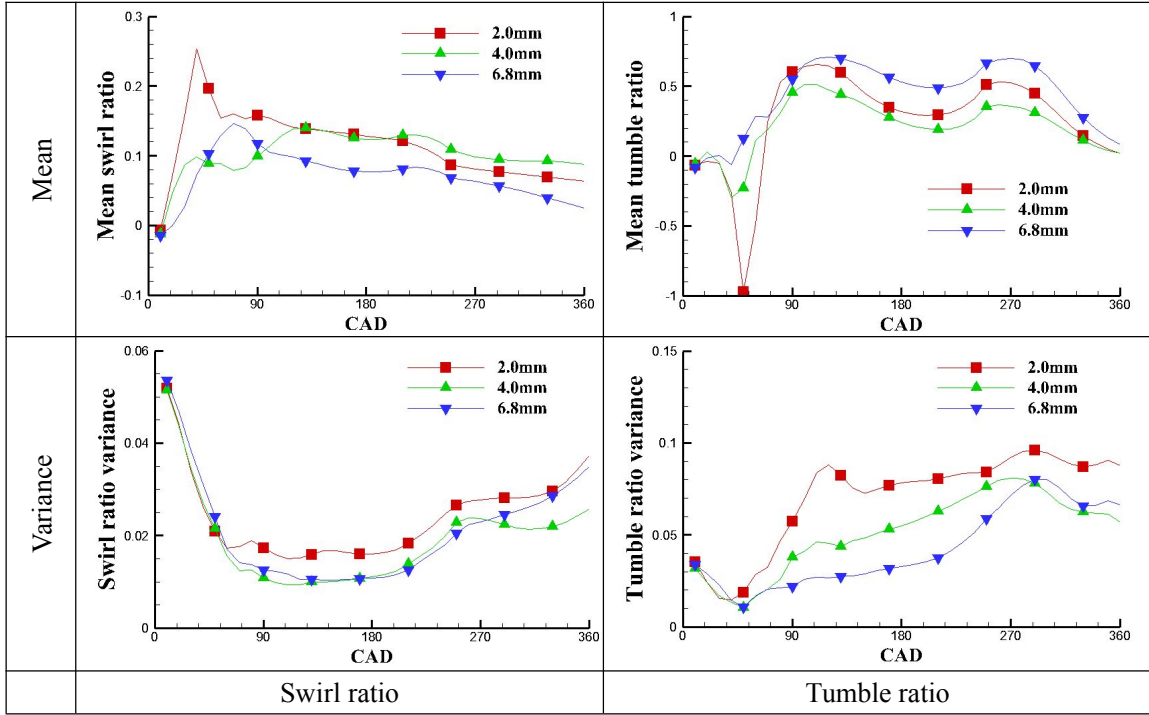 Mean
Mean swirl ratio
0.3
0.2
0.1
0
-0.1
0
90
180
270
360
CAD
2.0mm
4.0mm
6.8mm
Mean tumble ratio
1
0.5
0
-0.5
-1
0
90
180
270
360
CAD
2.0mm
4.0mm
6.8mm
Variance
Swirl ratio variance
0.06
0.04
0.02
0
0
90
180
270
360
CAD
2.0mm
4.0mm
6.8mm
Tumble ratio variance
0.15
0.1
0.05
0
0
90
180
270
360
CAD
2.0mm
4.0mm
6.8mm
Swirl ratio
Tumble ratio